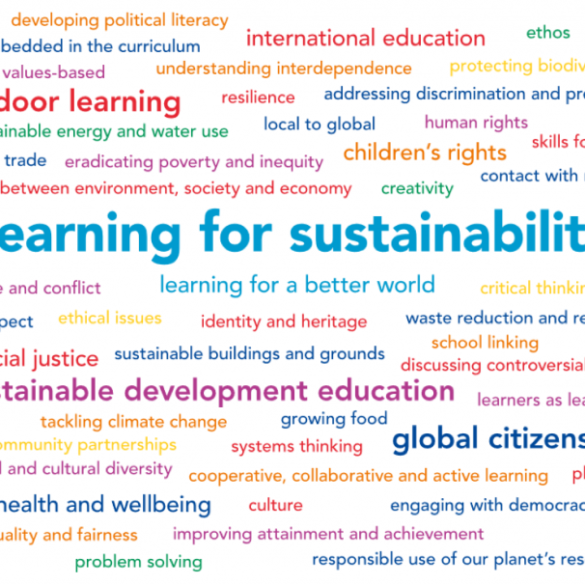 developing political literacy
bedded in the curriculum
international education
ethos
values-based
understanding interdependence
protecting biodiv
door learning
resilience
addressing discrimination and pre
ainable energy and water use
local to global
human rights
skills fo
trade
eradicating poverty and inequity
children's rights
contact with
between environment, society and economy
creativity
earning for sustainabilit
e and conflict
learning for a better world
critical thinkin
pect
ethical issues
identity and heritage
waste reduction and re
school linking
cial justice
sustainable buildings and grounds
discussing controversial
stainable development education
learners as lea
tackling climate change
growing food
ommunity partnerships
systems thinking
global citizens
l and cultural diversity
cooperative, collaborative and active learning
pl
health and wellbeing
culture
engaging with democrac
uality and fairness
improving attainment and achievement
problem solving
responsible use of our planet's res